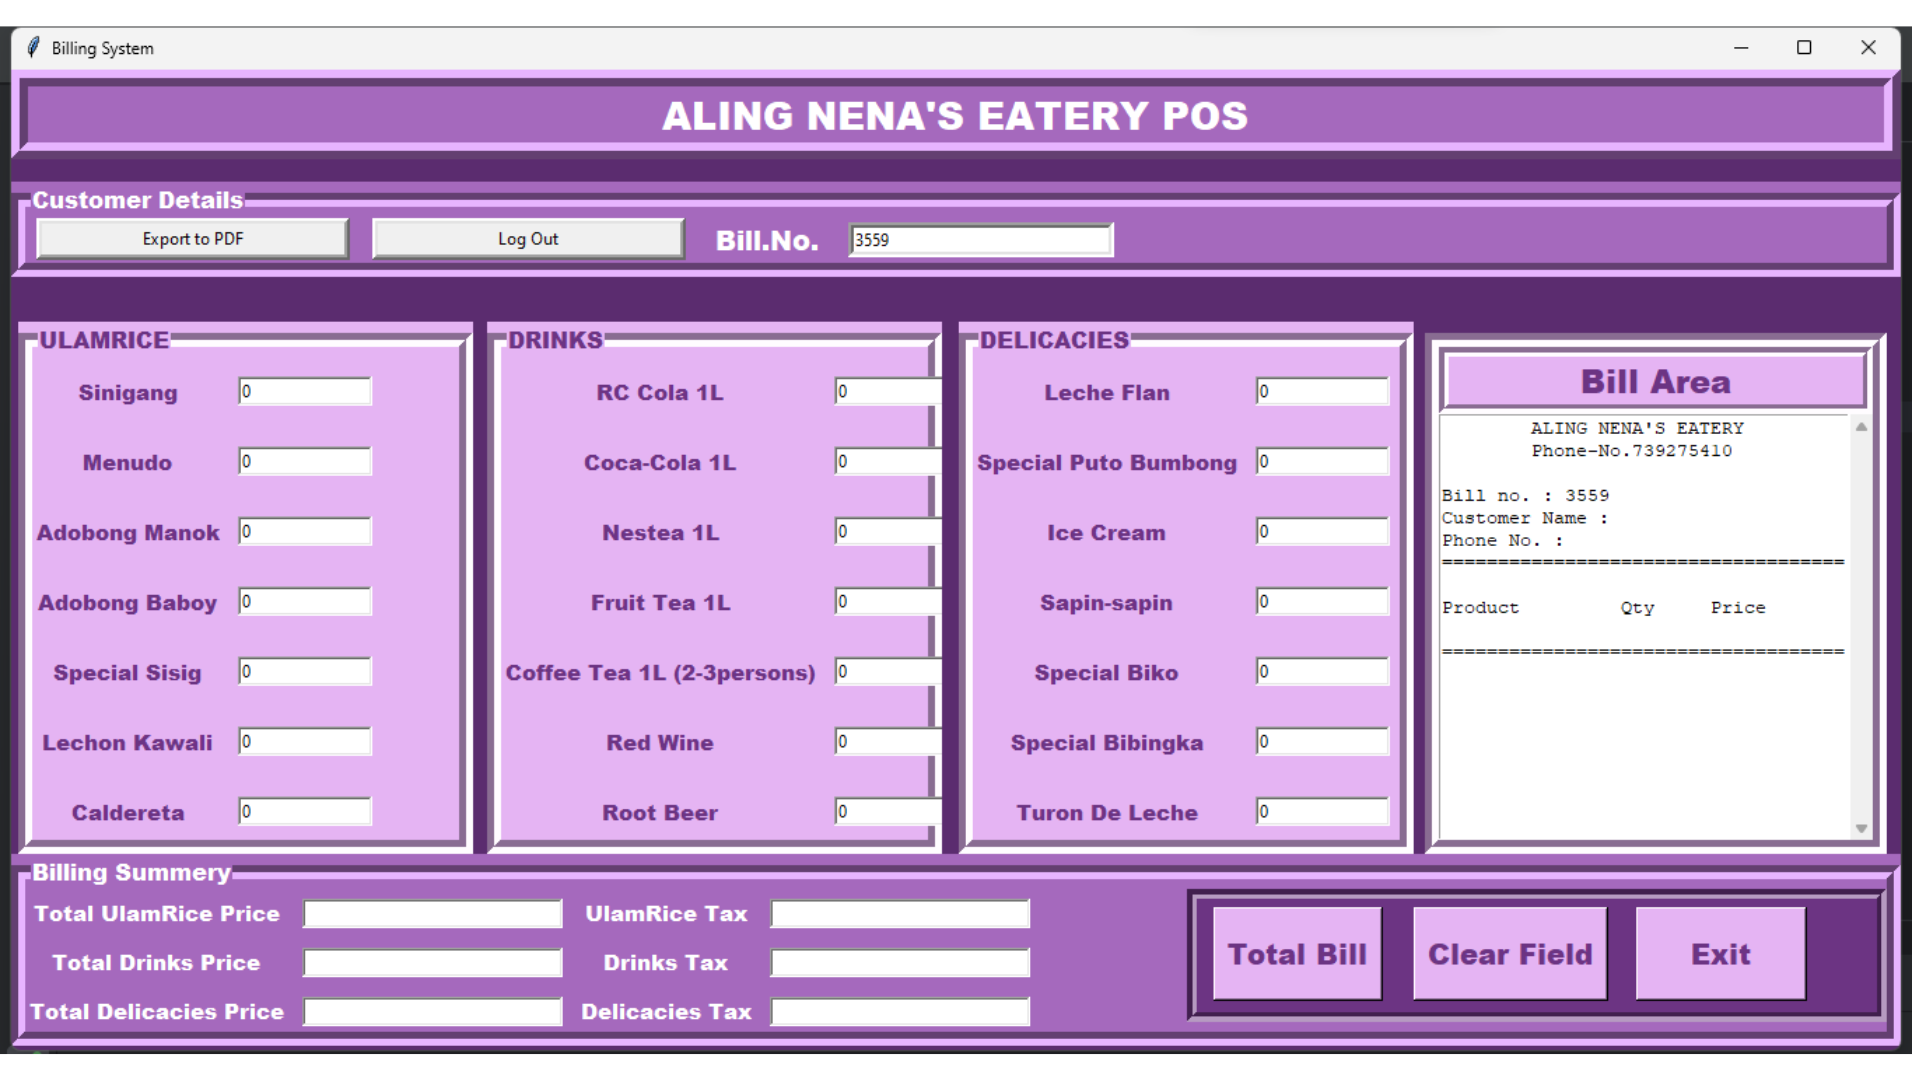 Billing System
ALING NENA'S EATERY POS
Customer Details
Export to PDF
Log Out
Bill.No.
3559
ULAMRICE
Sinigang 0
Menudo 0
Adobong Manok 0
Adobong Baboy 0
Special Sisig 0
Lechon Kawali 0
Caldereta 0
DRINKS
RC Cola 1L 0
Coca-Cola 1L 0
Nestea 1L 0
Fruit Tea 1L 0
Coffee Tea 1L (2-3persons) 0
Red Wine 0
Root Beer 0
DELICACIES
Leche Flan 0
Special Puto Bumbong 0
Ice Cream 0
Sapin-sapin 0
Special Biko 0
Special Bibingka 0
Turon De Leche 0
Bill Area
ALING NENA'S EATERY
Phone-No.739275410
Bill no. : 3559
Customer Name :
Phone No. :
====================================
Product Qty Price
====================================
Billing Summery
Total UlamRice Price
UlamRice Tax
Total Drinks Price
Drinks Tax
Total Delicacies Price
Delicacies Tax
Total Bill
Clear Field
Exit